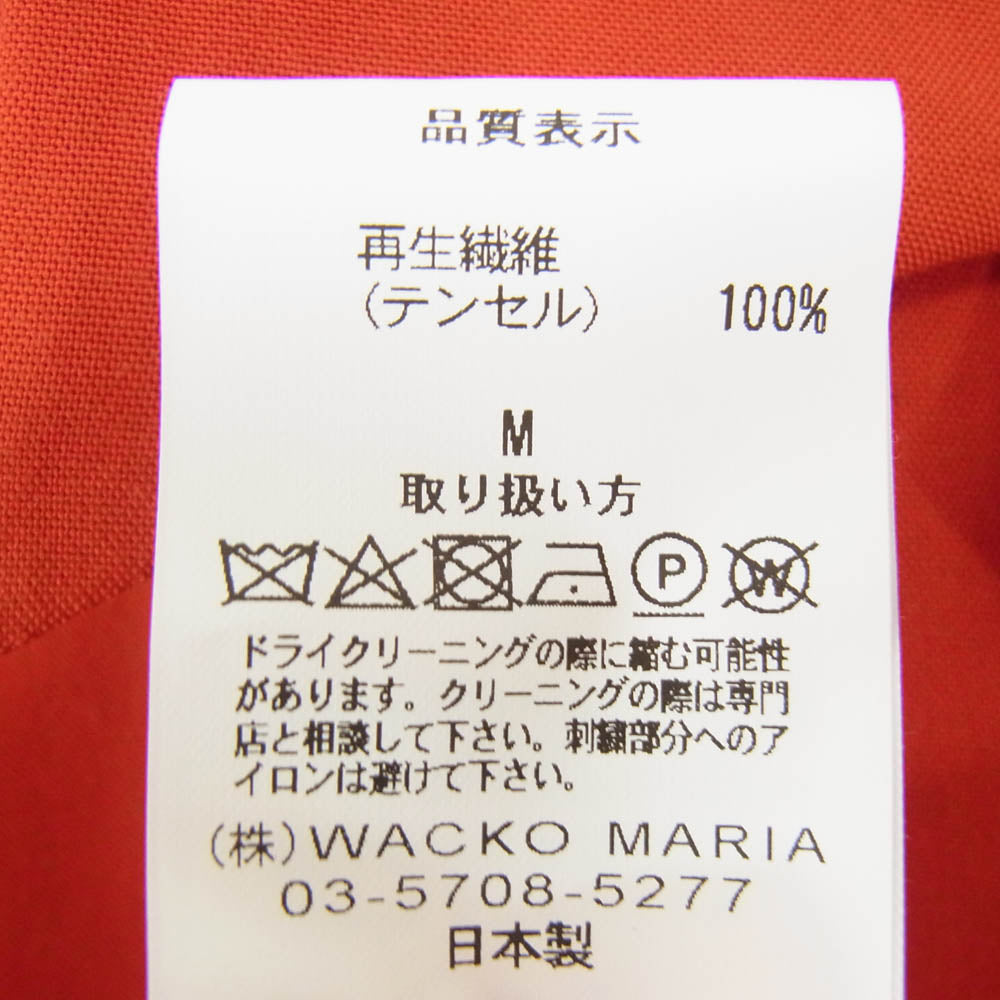 品質表示
再生繊維
(テンセル) 100%
M
取り扱い方
P W
ドライクリーニングの際に縮む可能性
があります。クリーニングの際は専門
店と相談して下さい。刺繍部分へのア
イロンは避けて下さい。
(株)WACKO MARIA
03-5708-5277
日本製